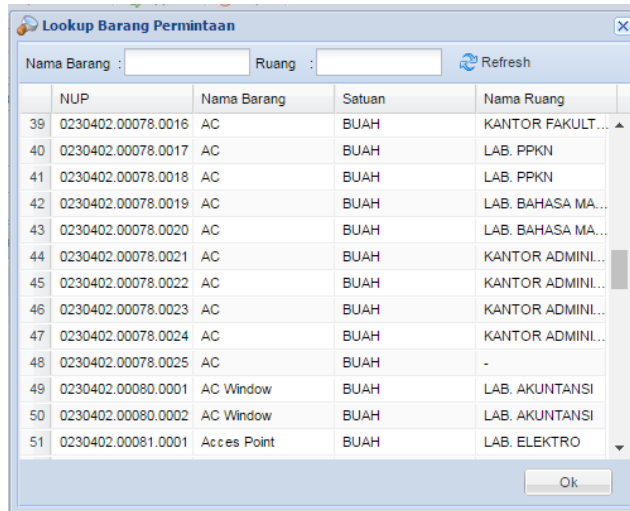 Lookup Barang Permintaan
Nama Barang : Ruang : Refresh
NUP Nama Barang Satuan Nama Ruang
39 0230402.00078.0016 AC BUAH KANTOR FAKULT...
40 0230402.00078.0017 AC BUAH LAB. PPKN
41 0230402.00078.0018 AC BUAH LAB. PPKN
42 0230402.00078.0019 AC BUAH LAB. BAHASA MA...
43 0230402.00078.0020 AC BUAH LAB. BAHASA MA...
44 0230402.00078.0021 AC BUAH KANTOR ADMINI...
45 0230402.00078.0022 AC BUAH KANTOR ADMINI...
46 0230402.00078.0023 AC BUAH KANTOR ADMINI...
47 0230402.00078.0024 AC BUAH KANTOR ADMINI...
48 0230402.00078.0025 AC BUAH -
49 0230402.00080.0001 AC Window BUAH LAB. AKUNTANSI
50 0230402.00080.0002 AC Window BUAH LAB. AKUNTANSI
51 0230402.00081.0001 Acces Point BUAH LAB. ELEKTRO
Ok